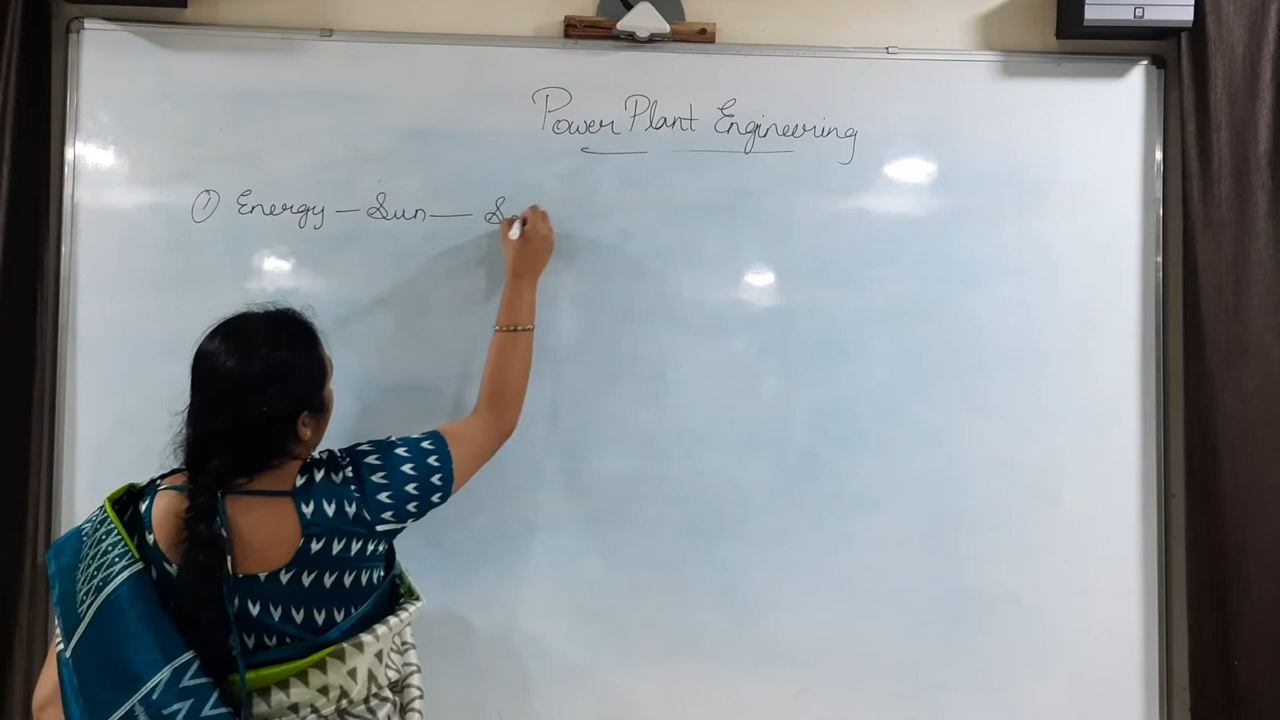 Power Plant Engineering
① Energy — Sun —